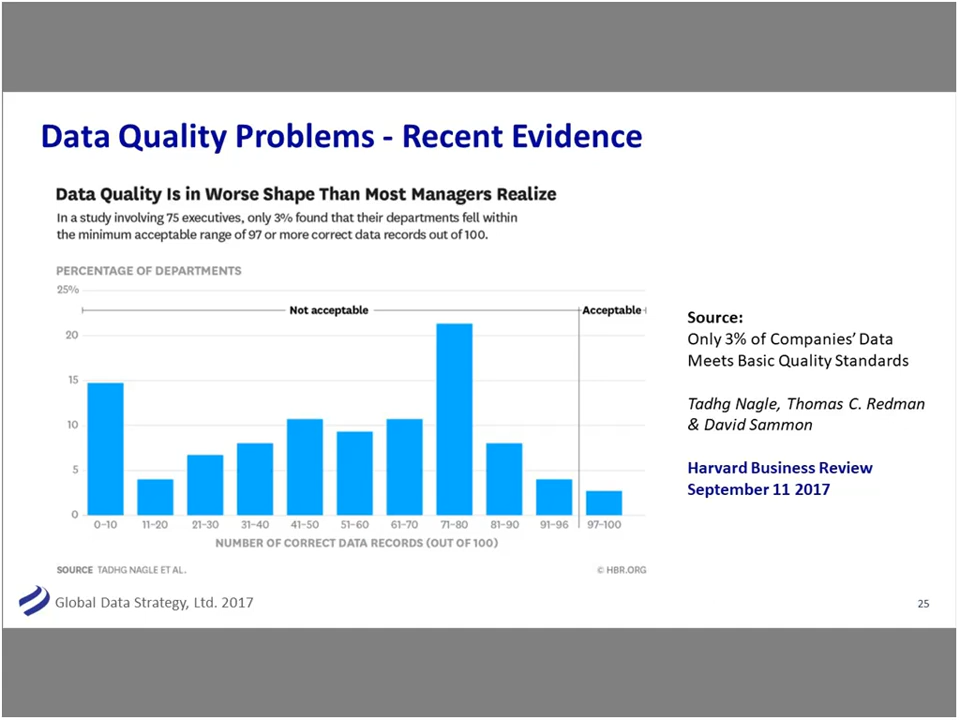 Data Quality Problems - Recent Evidence
Data Quality Is in Worse Shape Than Most Managers Realize
In a study involving 75 executives, only 3% found that their departments fell within
the minimum acceptable range of 97 or more correct data records out of 100.
PERCENTAGE OF DEPARTMENTS
25%
Not acceptable
Acceptable
20
15
10
5
0
0–10 11–20 21–30 31–40 41–50 51–60 61–70 71–80 81–90 91–96 97–100
NUMBER OF CORRECT DATA RECORDS (OUT OF 100)
SOURCE TADHG NAGLE ET AL.
© HBR.ORG
Source:
Only 3% of Companies’ Data
Meets Basic Quality Standards
Tadhg Nagle, Thomas C. Redman
& David Sammon
Harvard Business Review
September 11 2017
Global Data Strategy, Ltd. 2017
25